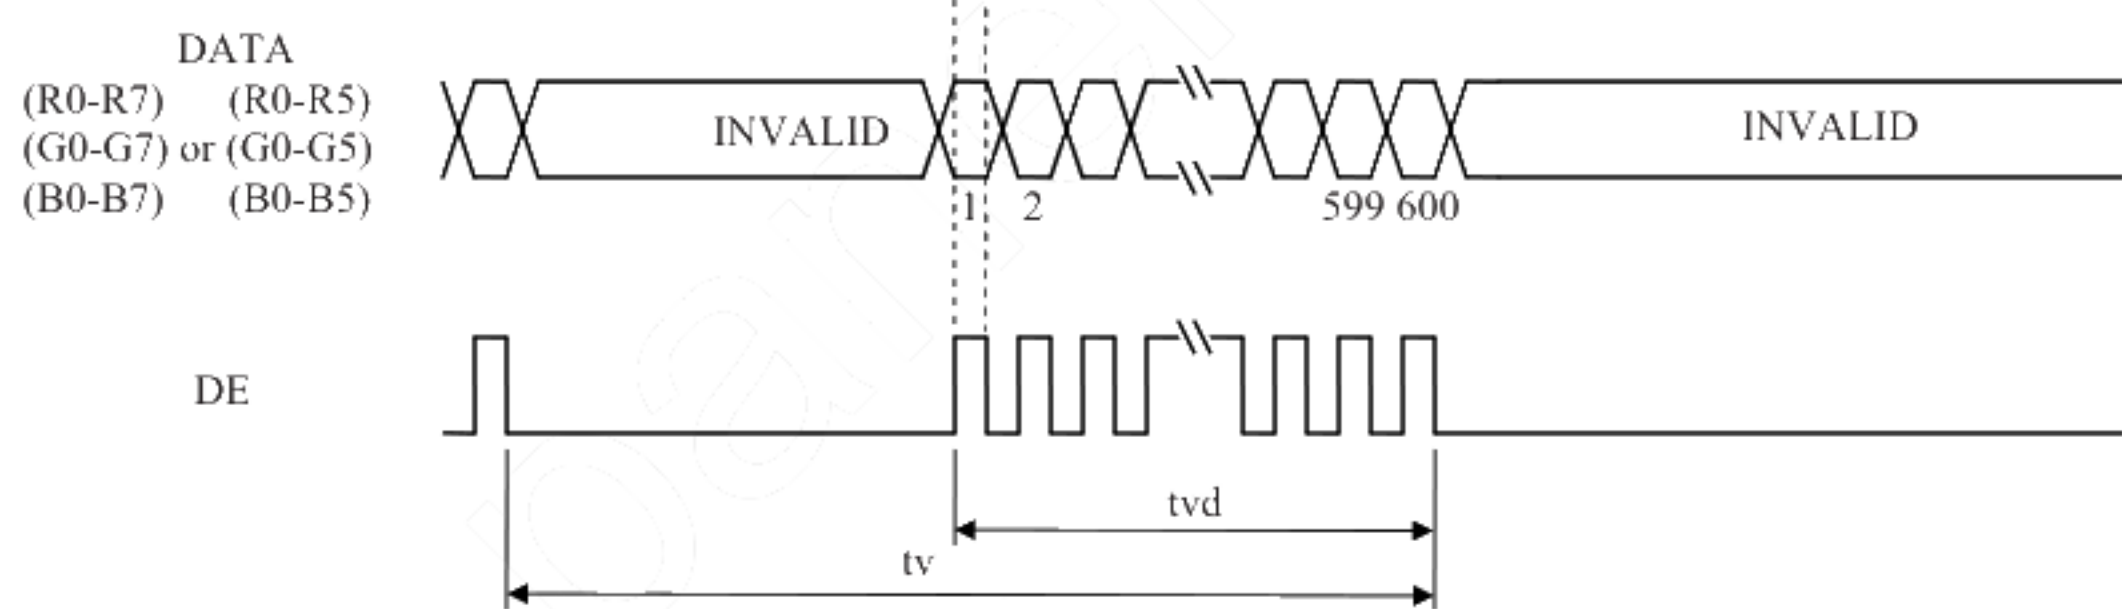 DATA
(R0-R7) (R0-R5)
(G0-G7) or (G0-G5)
(B0-B7) (B0-B5)
INVALID
INVALID
1 2 599 600
DE
tvd
tv